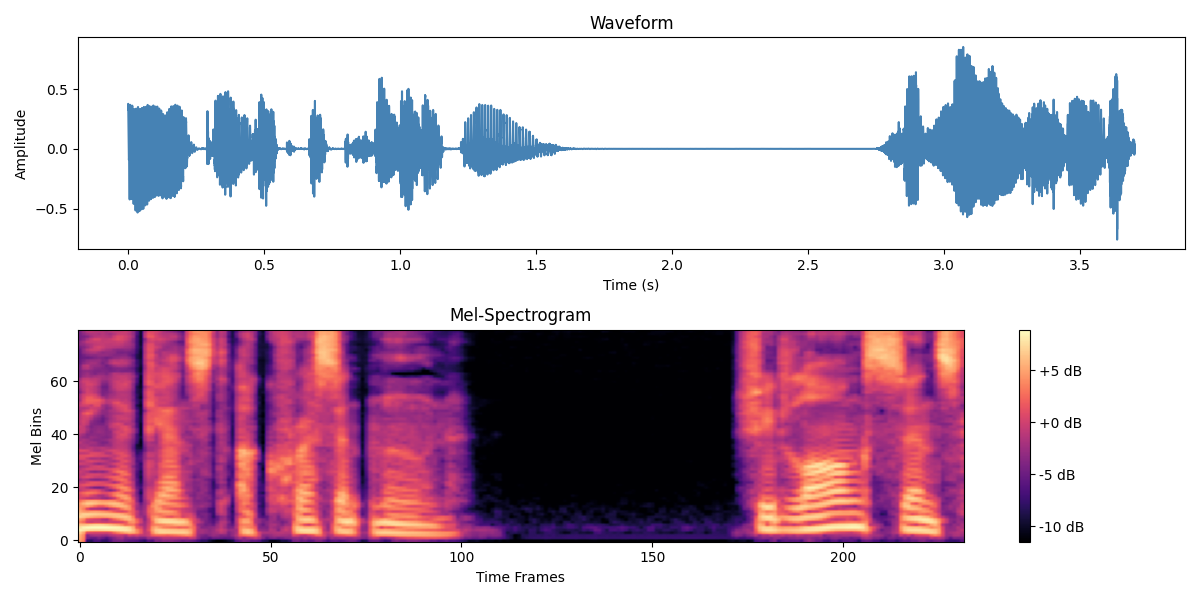 Waveform
Amplitude
0.5
0.0
−0.5
0.0 0.5 1.0 1.5 2.0 2.5 3.0 3.5
Time (s)
Mel-Spectrogram
Mel Bins
60
40
20
0
0 50 100 150 200
Time Frames
+5 dB
+0 dB
-5 dB
-10 dB